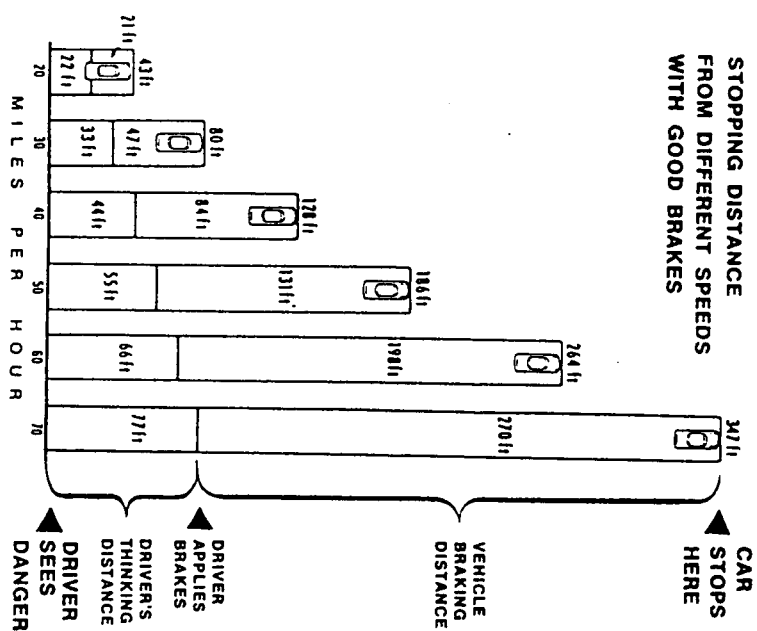 STOPPING DISTANCE
FROM DIFFERENT SPEEDS
WITH GOOD BRAKES
21 ft
43 ft
22 ft
20
80 ft
47 ft
33 ft
30
128 ft
84 ft
44 ft
40
186 ft
131 ft
55 ft
50
264 ft
198 ft
66 ft
60
347 ft
270 ft
77 ft
70
MILES PER HOUR
CAR
STOPS
HERE
VEHICLE
BRAKING
DISTANCE
DRIVER
APPLIES
BRAKES
DRIVER'S
THINKING
DISTANCE
DRIVER
SEES
DANGER